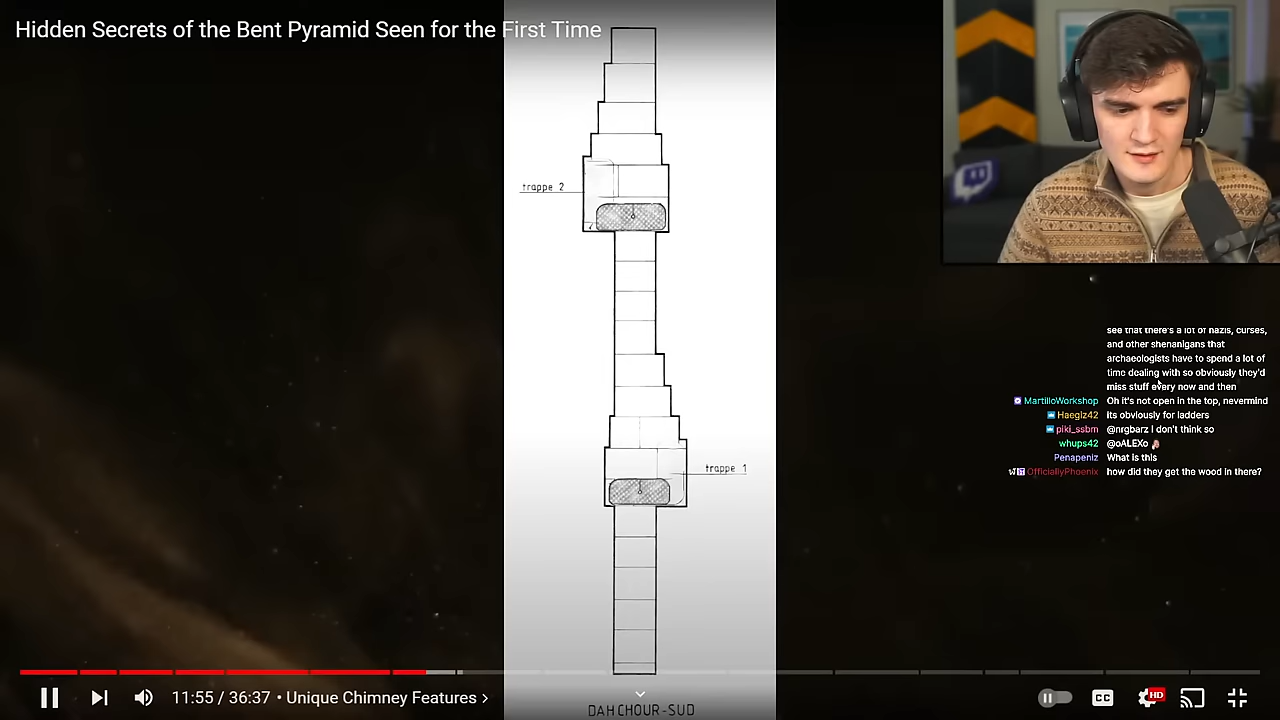 Hidden Secrets of the Bent Pyramid Seen for the First Time
trappe 2
trappe 1
see that there's a lot of nazis, curses,
and other shenanigans that
archaeologists have to spend a lot of
time dealing with so obviously they'd
miss stuff every now and then
MartilloWorkshop Oh it's not open in the top, nevermind
Haeglz42 its obviously for ladders
piki_ssbm @nrgbarz I don't think so
whups42 @oALEXo
Penapenlz What is this
OfficiallyPhoenix how did they get the wood in there?
11:55 / 36:37 • Unique Chimney Features >
CC
HD
DAHCHOUR-SUD